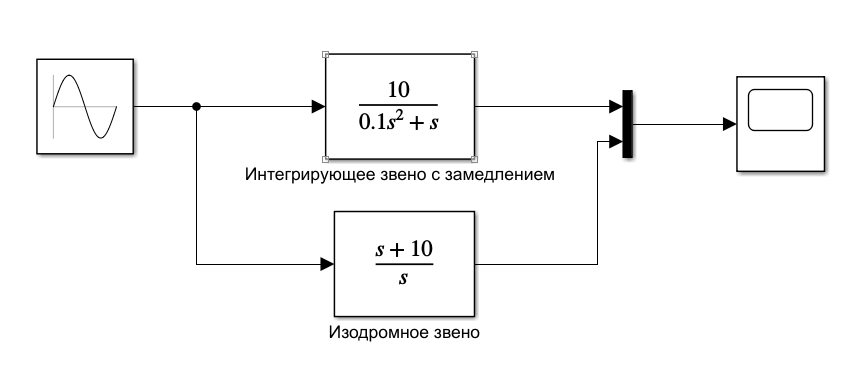 10
0.1s² + s
Интегрирующее звено с замедлением
s + 10
s
Изодромное звено